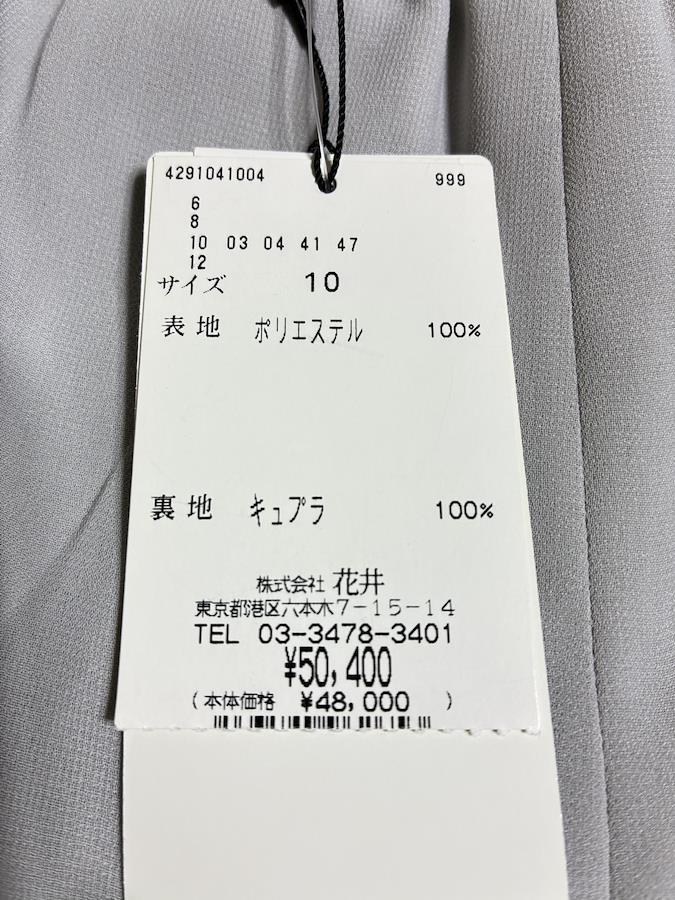 4291041004 999
6
8
10 03 04 41 47
12
サイズ 10
表地 ポリエステル 100%
裏地 キュプラ 100%
株式会社 花井
東京都港区六本木7-15-14
TEL 03-3478-3401
¥50,400
(本体価格 ¥48,000 )